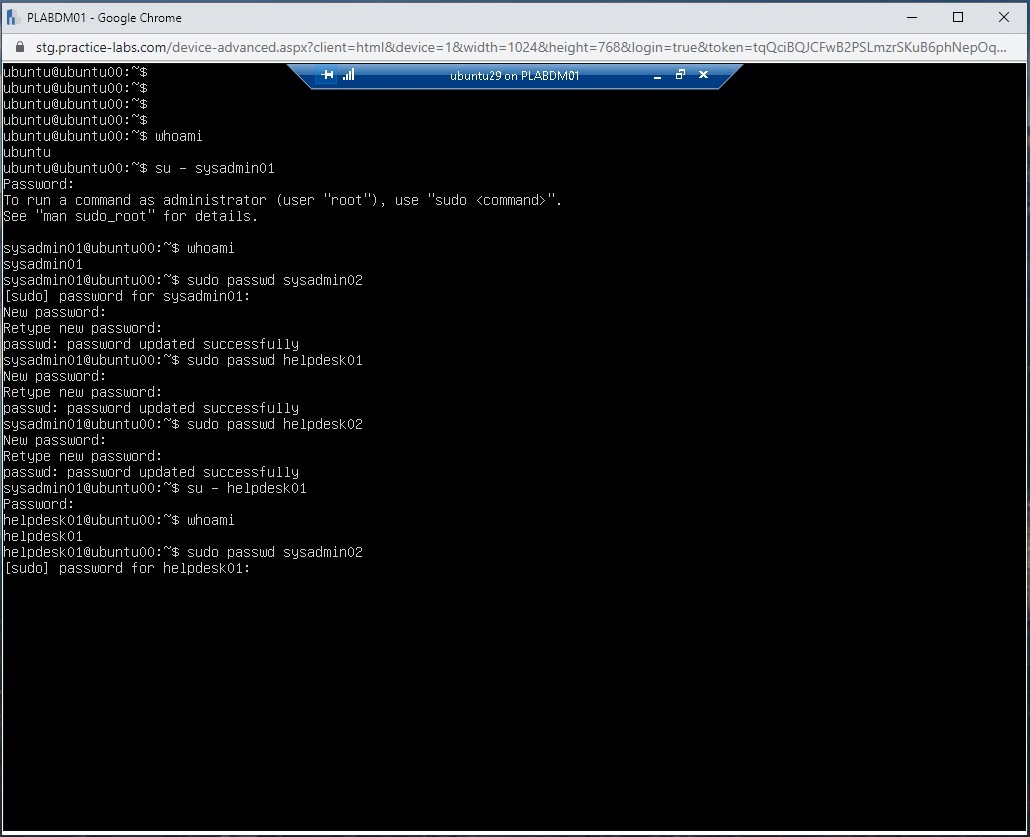 PLABDM01 - Google Chrome
stg.practice-labs.com/device-advanced.aspx?client=html&device=1&width=1024&height=768&login=true&token=tqQciBQJCFwB2PSLmzrSKuB6phNepOq...
ubuntu29 on PLABDM01
ubuntu@ubuntu00:~$
ubuntu@ubuntu00:~$
ubuntu@ubuntu00:~$
ubuntu@ubuntu00:~$
ubuntu@ubuntu00:~$ whoami
ubuntu
ubuntu@ubuntu00:~$ su - sysadmin01
Password:
To run a command as administrator (user "root"), use "sudo <command>".
See "man sudo_root" for details.
sysadmin01@ubuntu00:~$ whoami
sysadmin01
sysadmin01@ubuntu00:~$ sudo passwd sysadmin02
[sudo] password for sysadmin01:
New password:
Retype new password:
passwd: password updated successfully
sysadmin01@ubuntu00:~$ sudo passwd helpdesk01
New password:
Retype new password:
passwd: password updated successfully
sysadmin01@ubuntu00:~$ sudo passwd helpdesk02
New password:
Retype new password:
passwd: password updated successfully
sysadmin01@ubuntu00:~$ su - helpdesk01
Password:
helpdesk01@ubuntu00:~$ whoami
helpdesk01
helpdesk01@ubuntu00:~$ sudo passwd sysadmin02
[sudo] password for helpdesk01: